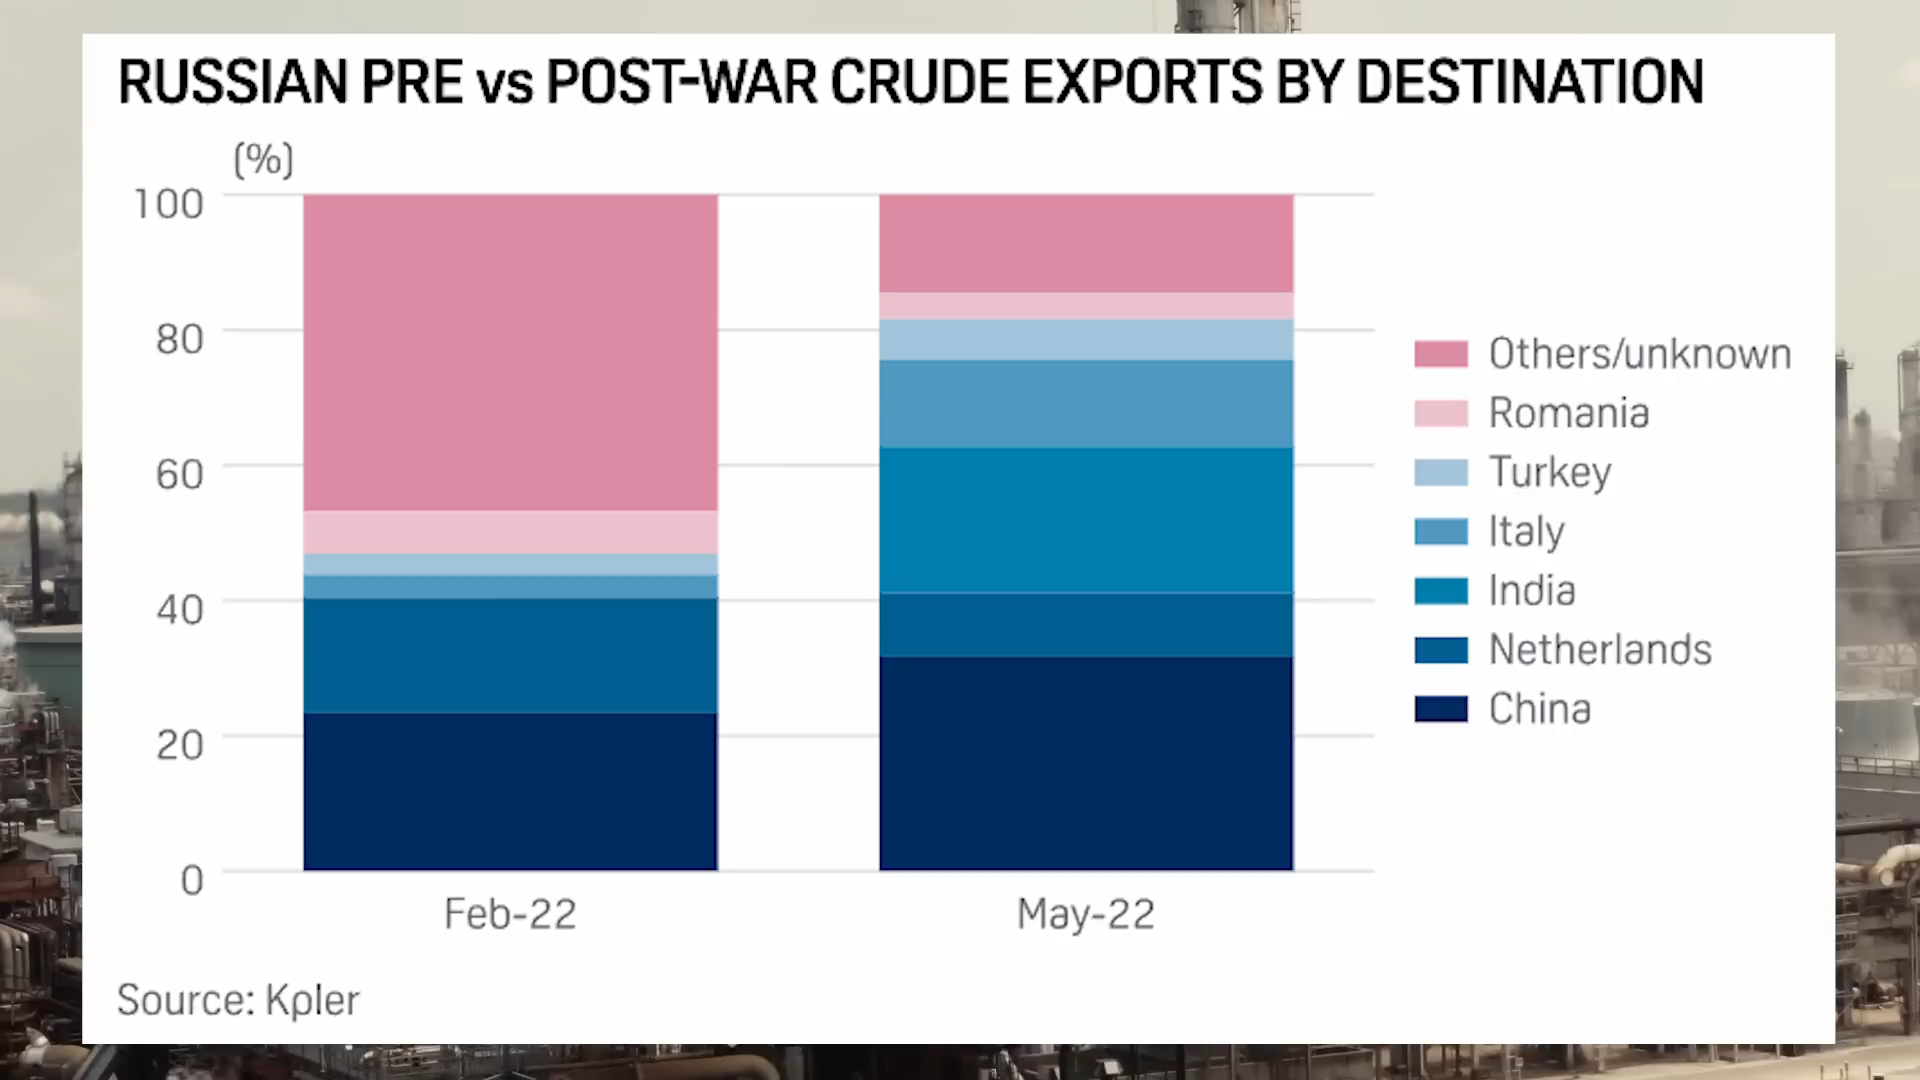 RUSSIAN PRE vs POST-WAR CRUDE EXPORTS BY DESTINATION
(%)
100
80
60
40
20
0
Feb-22
May-22
Others/unknown
Romania
Turkey
Italy
India
Netherlands
China
Source: Kpler